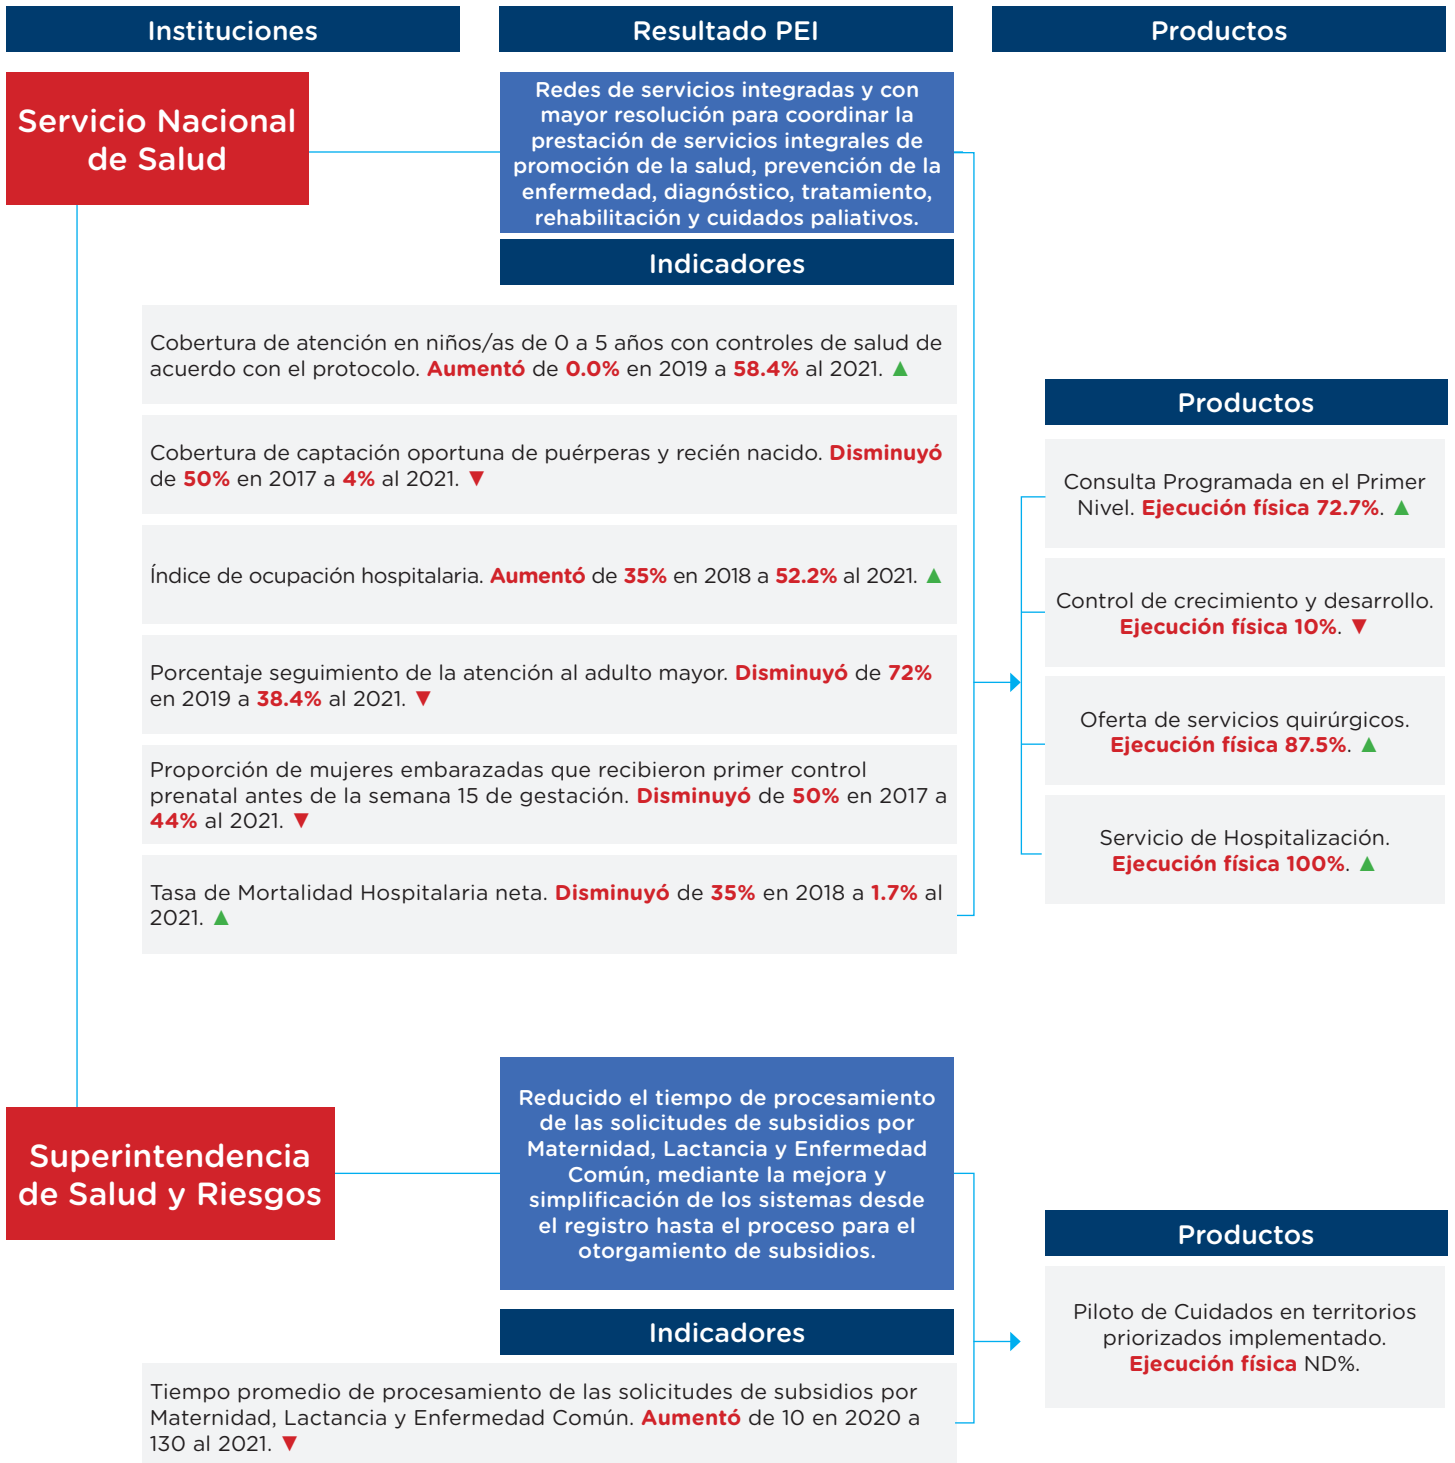 Instituciones
Resultado PEI
Productos
Servicio Nacional
de Salud
Redes de servicios integradas y con
mayor resolución para coordinar la
prestación de servicios integrales de
promoción de la salud, prevención de la
enfermedad, diagnóstico, tratamiento,
rehabilitación y cuidados paliativos.
Indicadores
Cobertura de atención en niños/as de 0 a 5 años con controles de salud de
acuerdo con el protocolo. Aumentó de 0.0% en 2019 a 58.4% al 2021. ▲
Cobertura de captación oportuna de puérperas y recién nacido. Disminuyó
de 50% en 2017 a 4% al 2021. ▼
Índice de ocupación hospitalaria. Aumentó de 35% en 2018 a 52.2% al 2021. ▲
Porcentaje seguimiento de la atención al adulto mayor. Disminuyó de 72%
en 2019 a 38.4% al 2021. ▼
Proporción de mujeres embarazadas que recibieron primer control
prenatal antes de la semana 15 de gestación. Disminuyó de 50% en 2017 a
44% al 2021. ▼
Tasa de Mortalidad Hospitalaria neta. Disminuyó de 35% en 2018 a 1.7% al
2021. ▲
Productos
Consulta Programada en el Primer
Nivel. Ejecución física 72.7%. ▲
Control de crecimiento y desarrollo.
Ejecución física 10%. ▼
Oferta de servicios quirúrgicos.
Ejecución física 87.5%. ▲
Servicio de Hospitalización.
Ejecución física 100%. ▲
Superintendencia
de Salud y Riesgos
Reducido el tiempo de procesamiento
de las solicitudes de subsidios por
Maternidad, Lactancia y Enfermedad
Común, mediante la mejora y
simplificación de los sistemas desde
el registro hasta el proceso para el
otorgamiento de subsidios.
Indicadores
Tiempo promedio de procesamiento de las solicitudes de subsidios por
Maternidad, Lactancia y Enfermedad Común. Aumentó de 10 en 2020 a
130 al 2021. ▼
Productos
Piloto de Cuidados en territorios
priorizados implementado.
Ejecución física ND%.